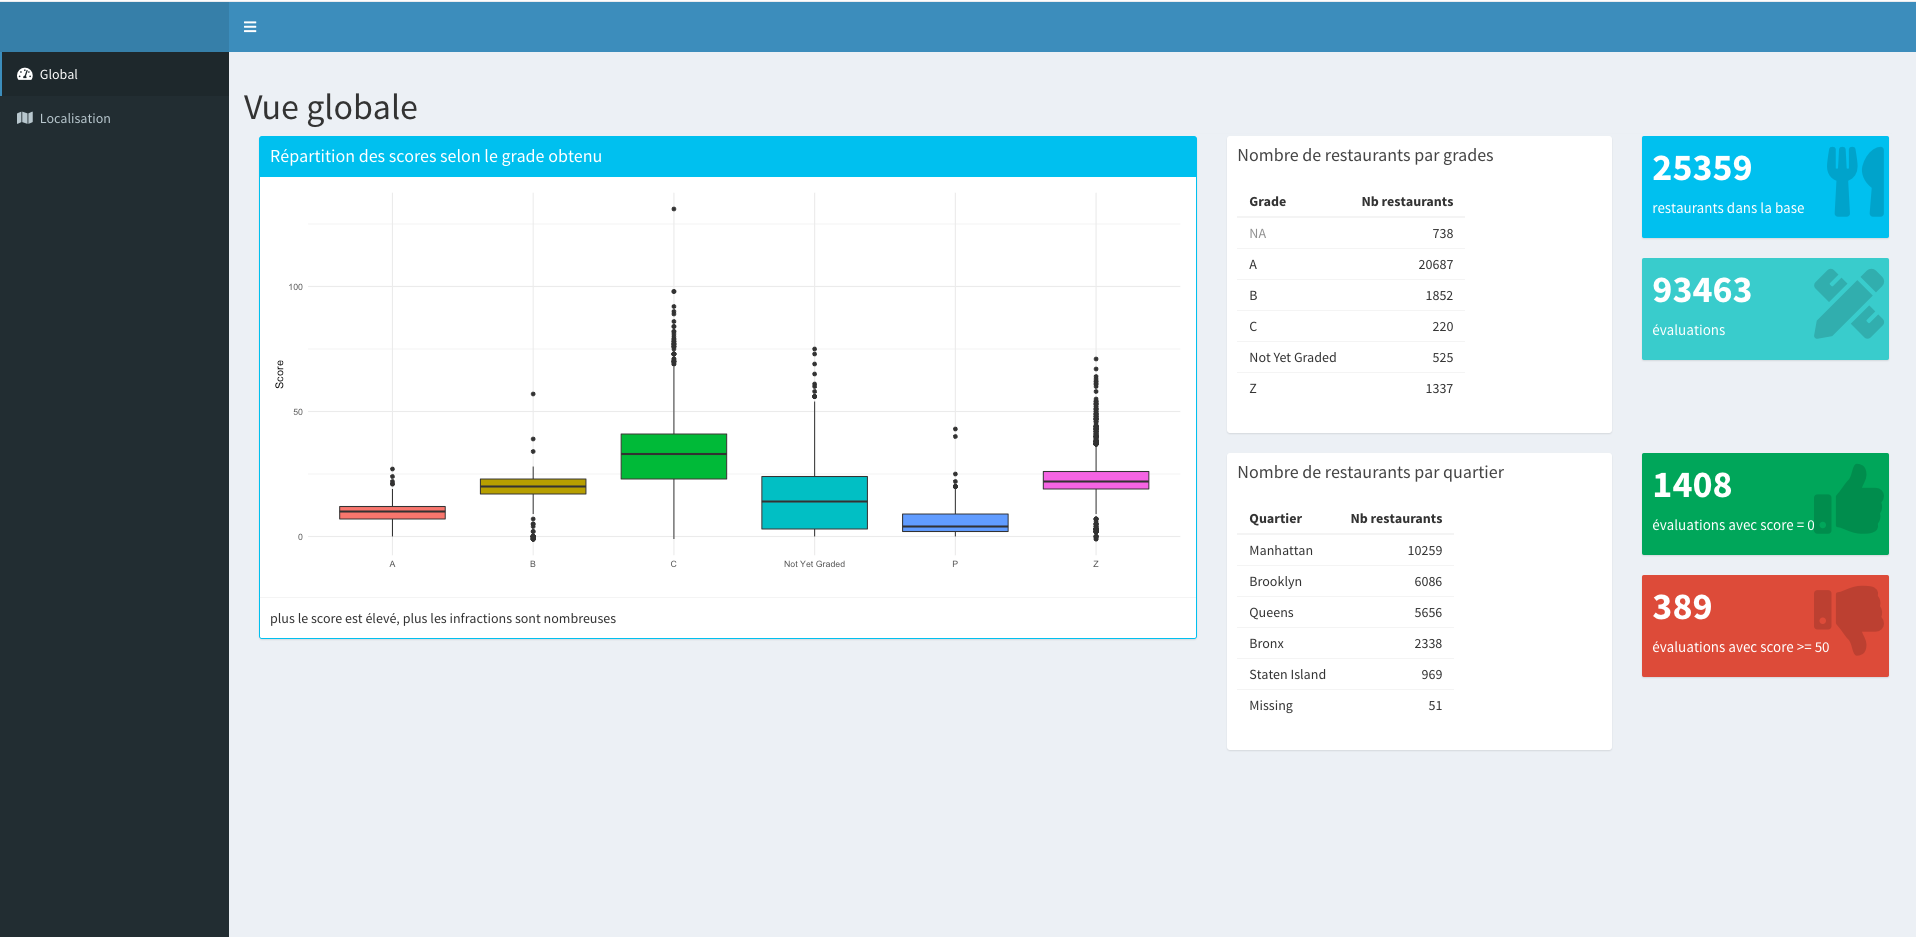 Global
Localisation
Vue globale
Répartition des scores selon le grade obtenu
Score
100
50
0
A B C Not Yet Graded P Z
plus le score est élevé, plus les infractions sont nombreuses
Nombre de restaurants par grades
Grade Nb restaurants
NA 738
A 20687
B 1852
C 220
Not Yet Graded 525
Z 1337
Nombre de restaurants par quartier
Quartier Nb restaurants
Manhattan 10259
Brooklyn 6086
Queens 5656
Bronx 2338
Staten Island 969
Missing 51
25359
restaurants dans la base
93463
évaluations
1408
évaluations avec score = 0
389
évaluations avec score >= 50